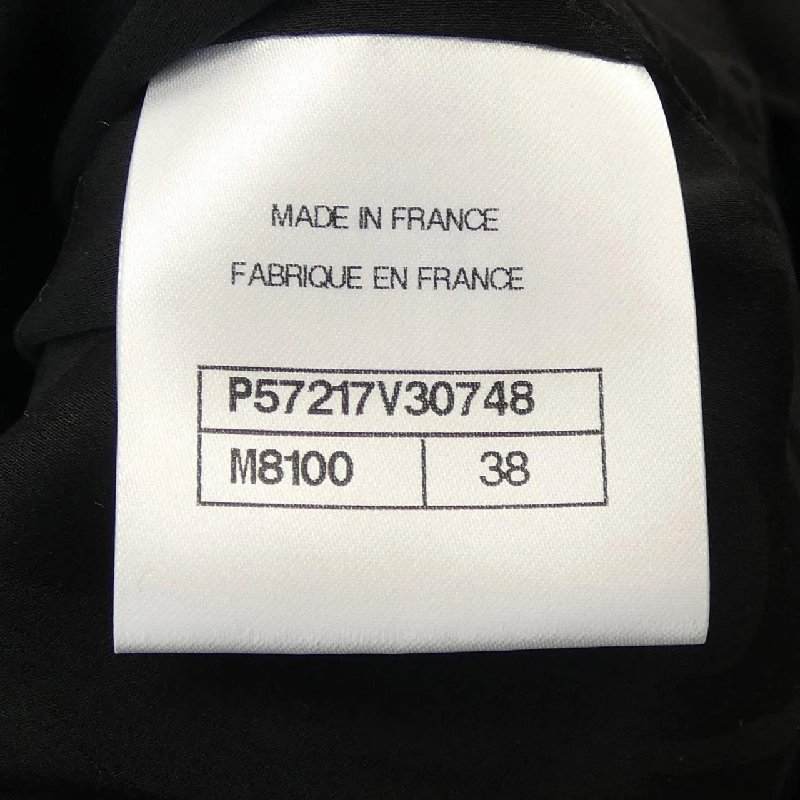 MADE IN FRANCE
FABRIQUE EN FRANCE
P57217V30748
M8100 38